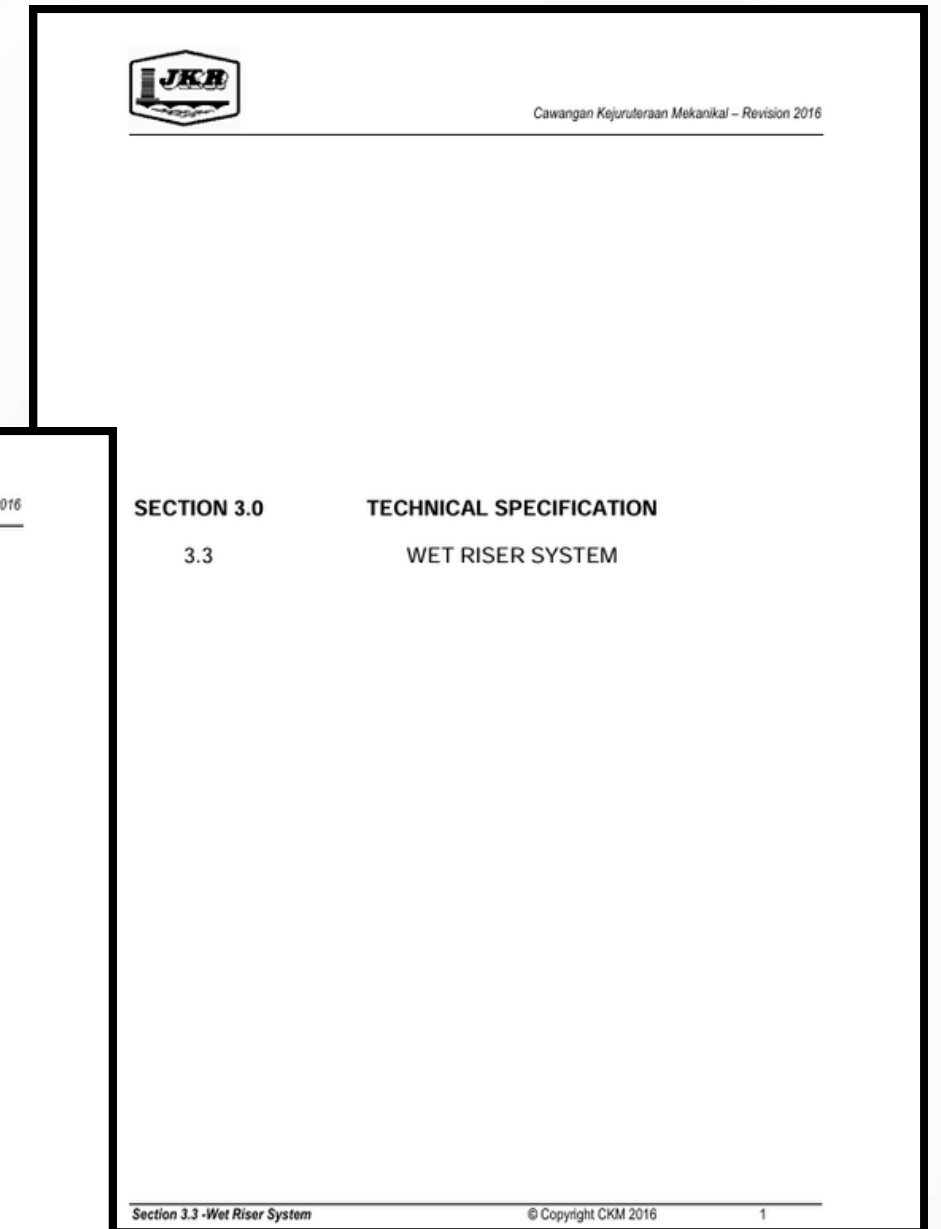 JKR
Cawangan Kejuruteraan Mekanikal – Revision 2016
016
SECTION 3.0 TECHNICAL SPECIFICATION
3.3 WET RISER SYSTEM
Section 3.3 -Wet Riser System © Copyright CKM 2016 1